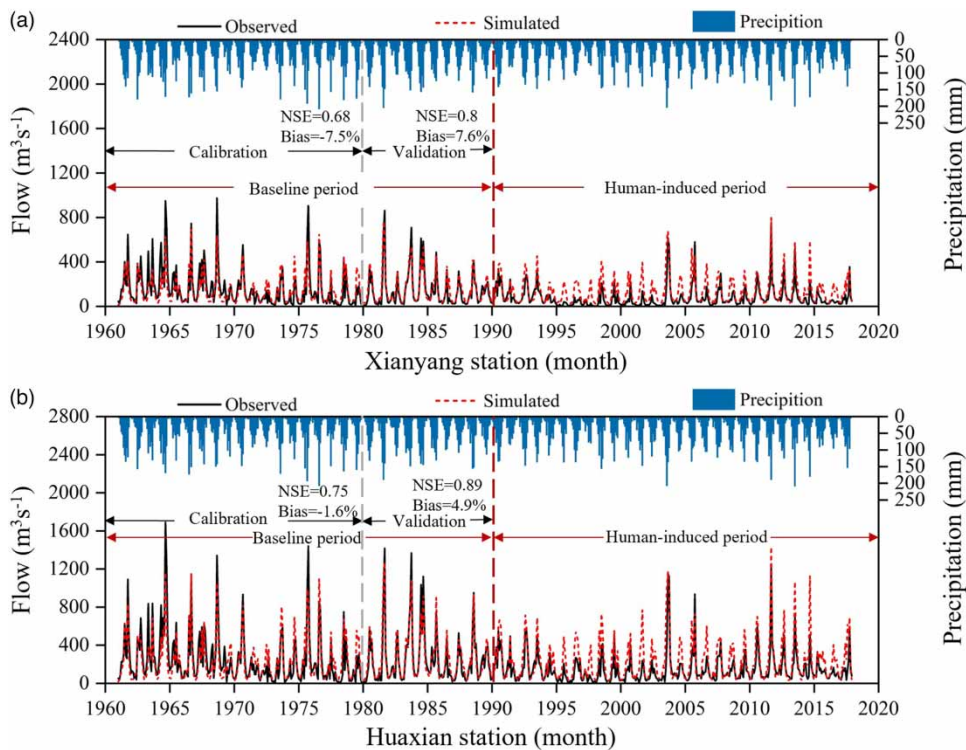 (a)
Observed Simulated Precipition
2400 0
2100 50
1800 100
150
NSE=0.68 NSE=0.8
1500 200
Bias=-7.5% Bias=7.6%
250
Calibration Validation
1200
Baseline period Human-induced period
900
800
400
0
1960 1965 1970 1975 1980 1985 1990 1995 2000 2005 2010 2015 2020
Flow (m³s⁻¹)
Precipitation (mm)
Xianyang station (month)
(b)
Observed Simulated Precipition
2800 0
2400 50
100
2000 150
NSE=0.75 NSE=0.89
200
Bias=-1.6% Bias=4.9%
250
1600
Calibration Validation
Baseline period Human-induced period
1200
800
400
0
1960 1965 1970 1975 1980 1985 1990 1995 2000 2005 2010 2015 2020
Flow (m³s⁻¹)
Precipitation (mm)
Huaxian station (month)